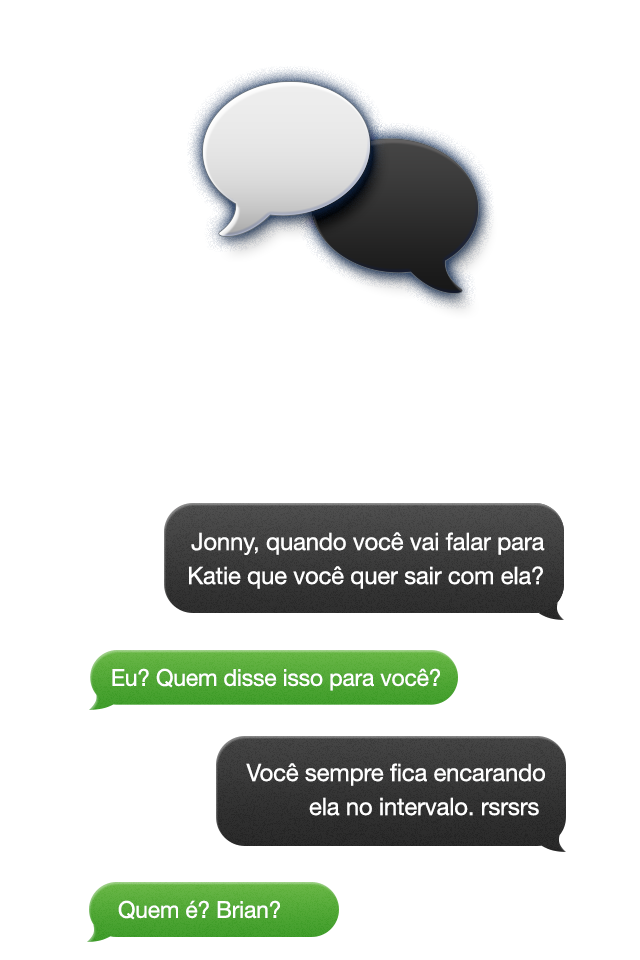 Jonny, quando você vai falar para
Katie que você quer sair com ela?
Eu? Quem disse isso para você?
Você sempre fica encarando
ela no intervalo. rsrsrs
Quem é? Brian?